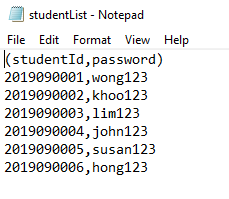 studentList - Notepad
File Edit Format View Help
(studentId,password)
2019090001,wong123
2019090002,khoo123
2019090003,lim123
2019090004,john123
2019090005,susan123
2019090006,hong123